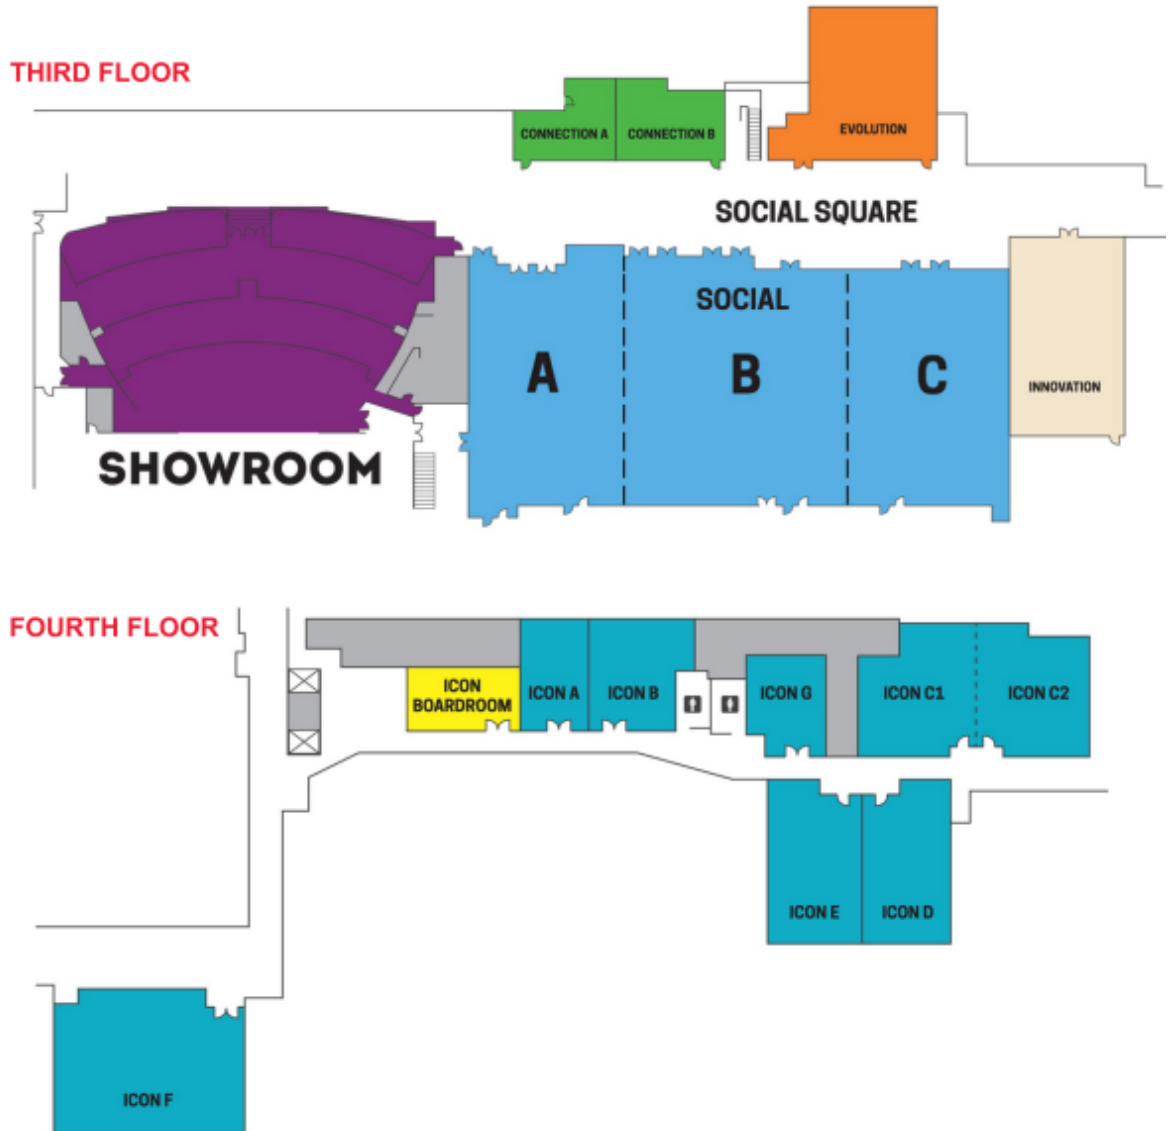 THIRD FLOOR
CONNECTION A
CONNECTION B
EVOLUTION
SOCIAL SQUARE
SOCIAL
A
B
C
INNOVATION
SHOWROOM
FOURTH FLOOR
ICON
BOARDROOM
ICON A
ICON B
ICON G
ICON C1
ICON C2
ICON E
ICON D
ICON F